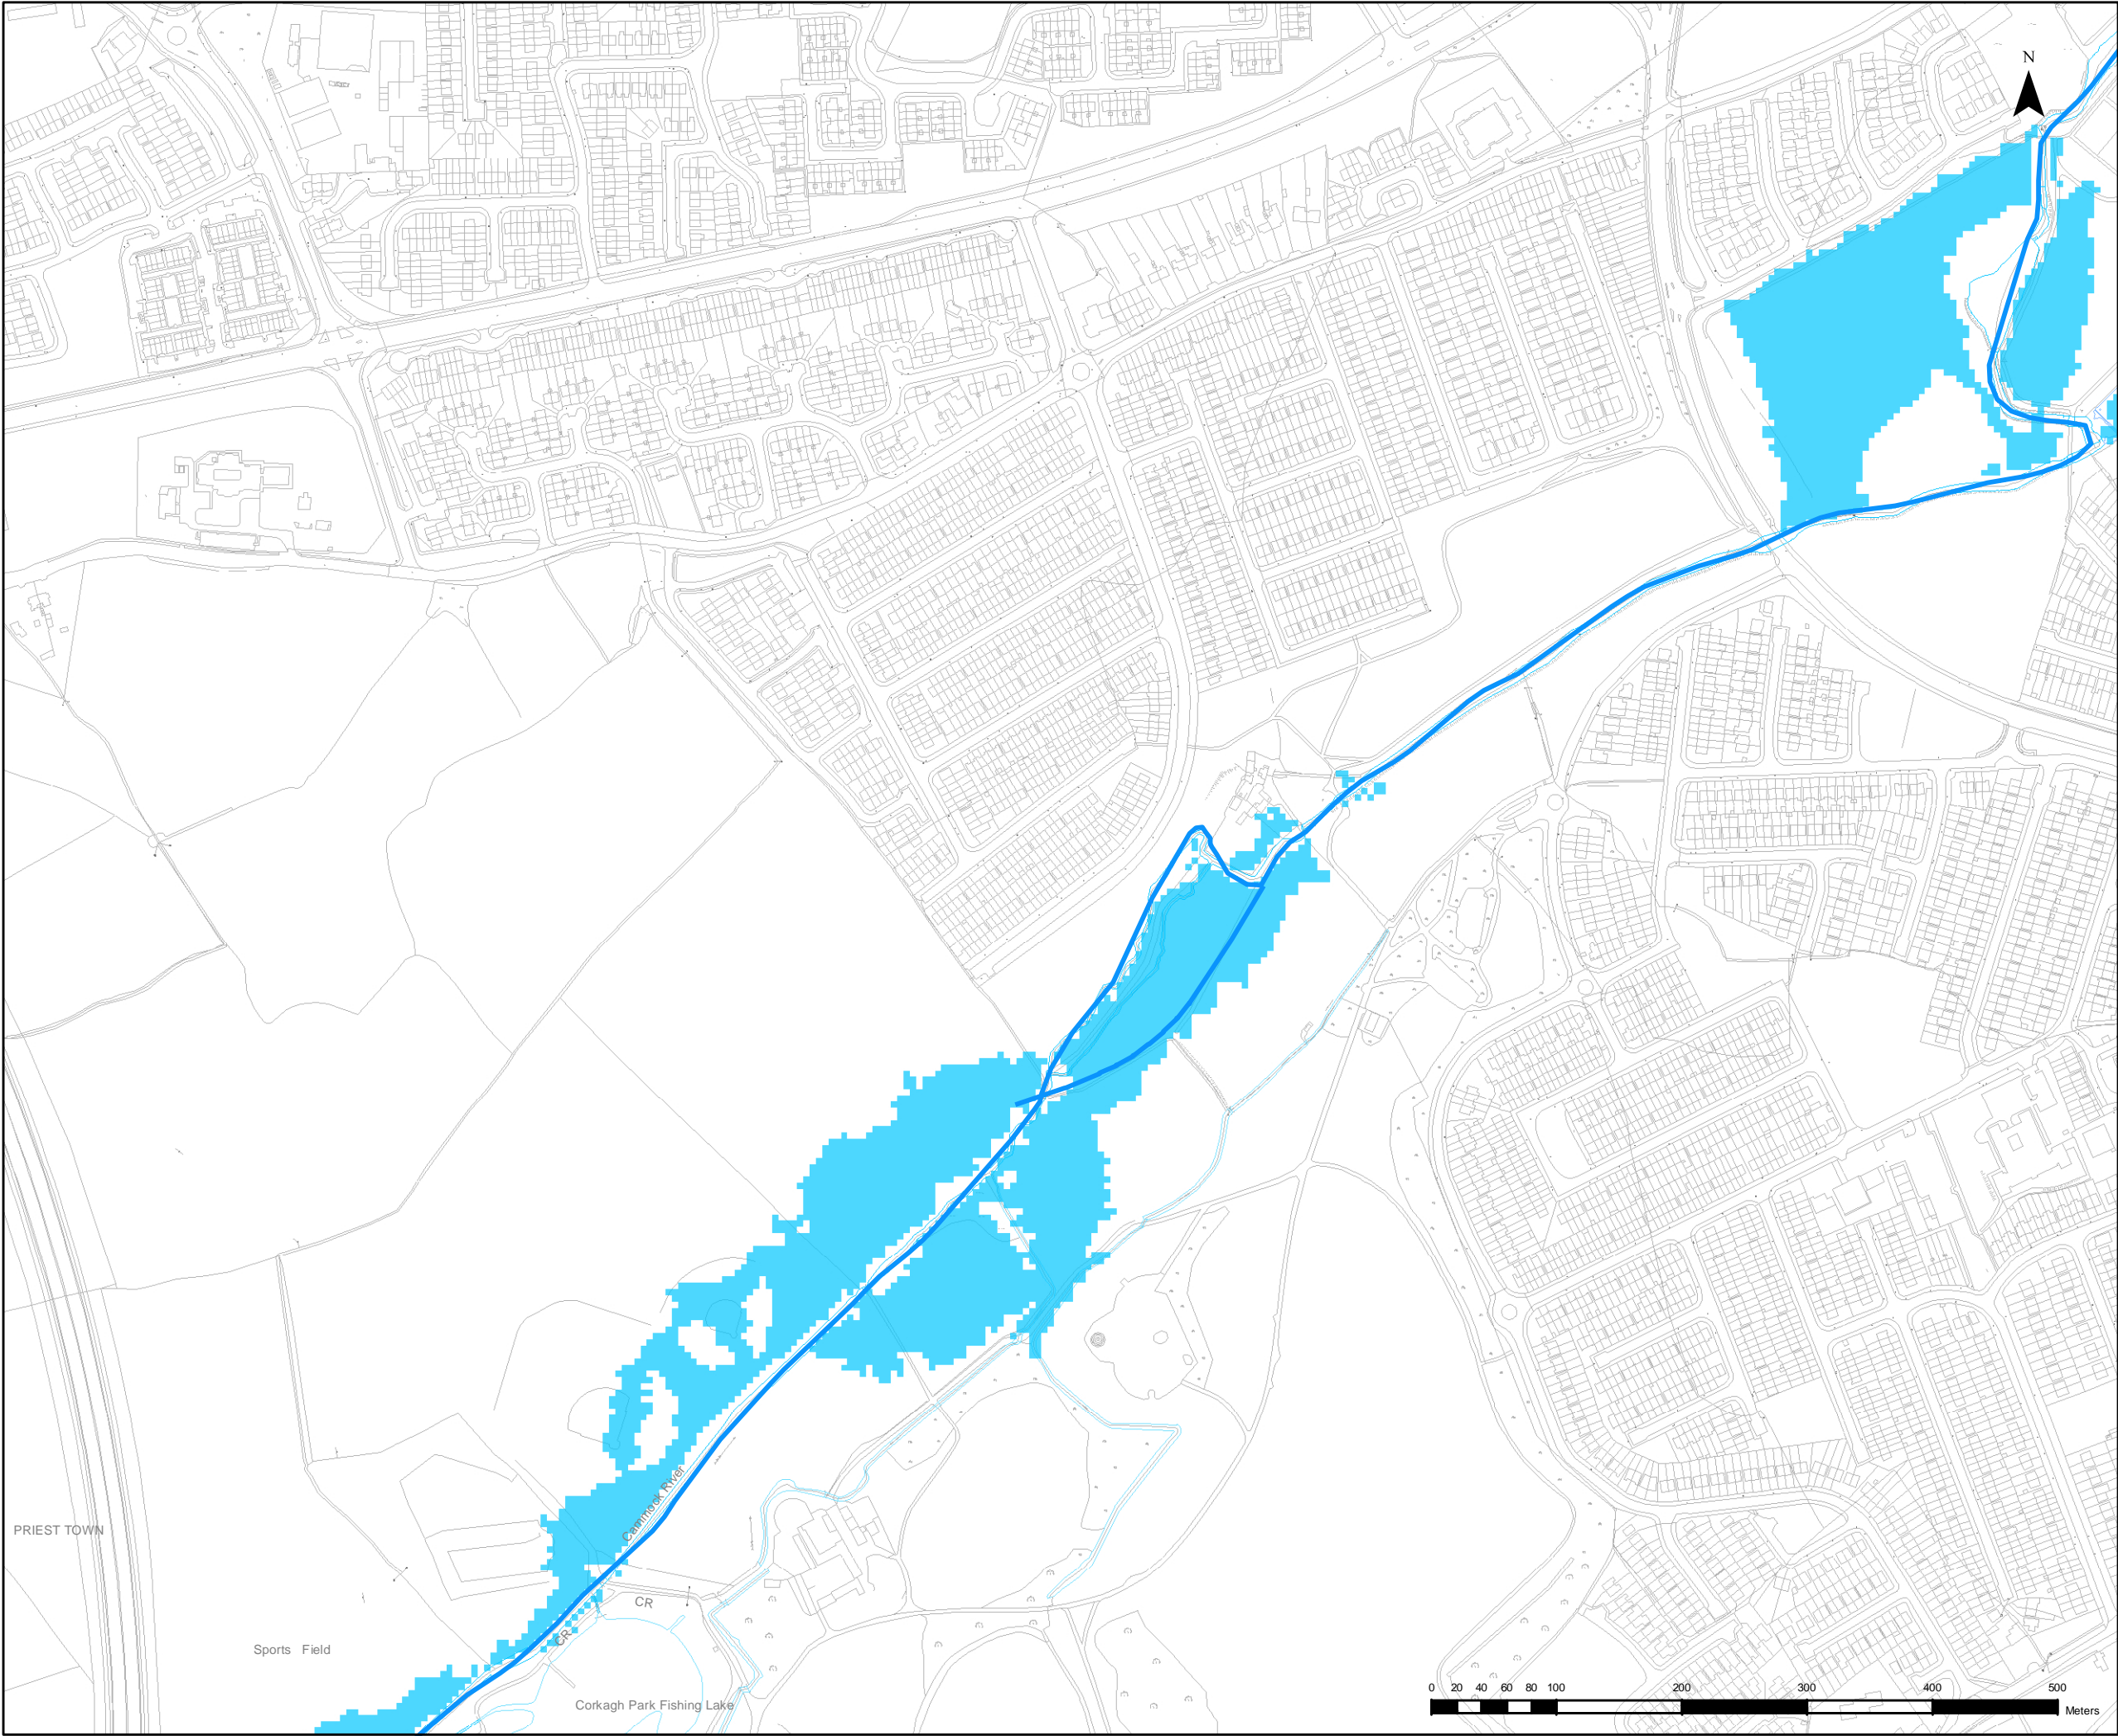 N
Cammock River
PRIEST TOWN
CR
CR
Sports Field
Corkagh Park Fishing Lake
0 20 40 60 80 100 200 300 400 500
Meters